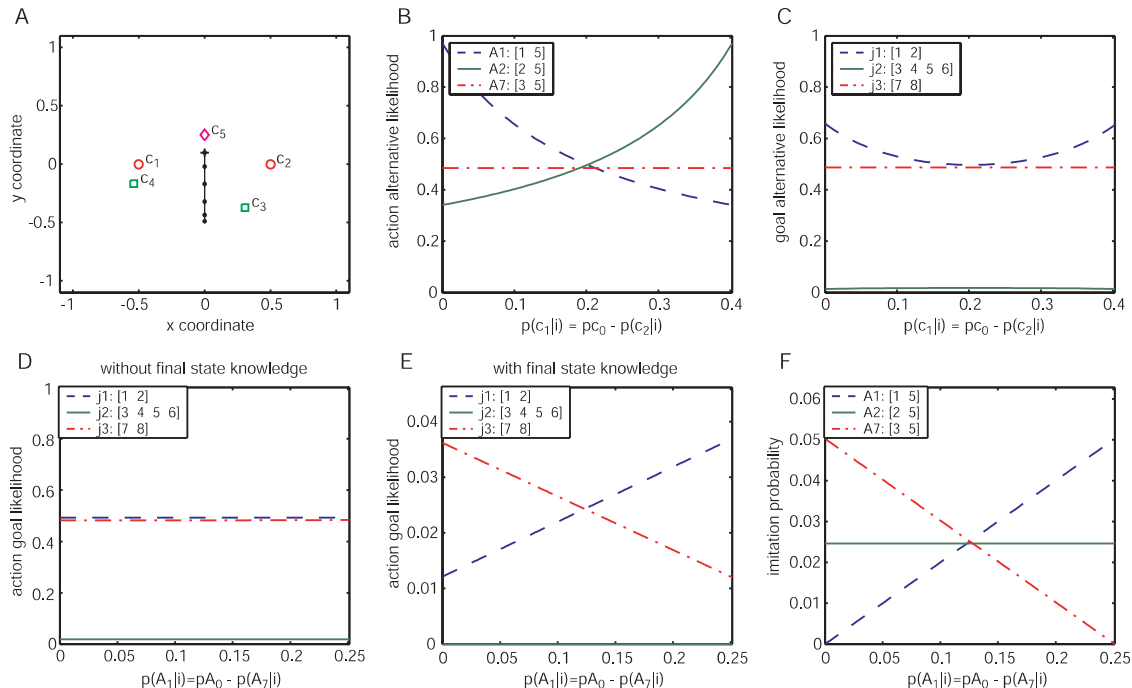 A
1
0.5
0
-0.5
-1
-1 -0.5 0 0.5 1
y coordinate
x coordinate
c5
c1
c2
c4
c3
B
1
0.8
0.6
0.4
0.2
0
0 0.1 0.2 0.3 0.4
action alternative likelihood
p(c1|i) = pc0 - p(c2|i)
A1: [1 5]
A2: [2 5]
A7: [3 5]
C
1
0.8
0.6
0.4
0.2
0
0 0.1 0.2 0.3 0.4
goal alternative likelihood
p(c1|i) = pc0 - p(c2|i)
j1: [1 2]
j2: [3 4 5 6]
j3: [7 8]
D
without final state knowledge
1
0.8
0.6
0.4
0.2
0
0 0.05 0.1 0.15 0.2 0.25
action goal likelihood
p(A1|i)=pA0 - p(A7|i)
j1: [1 2]
j2: [3 4 5 6]
j3: [7 8]
E
with final state knowledge
0.04
0.03
0.02
0.01
0
0 0.05 0.1 0.15 0.2 0.25
action goal likelihood
p(A1|i)=pA0 - p(A7|i)
j1: [1 2]
j2: [3 4 5 6]
j3: [7 8]
F
0.06
0.05
0.04
0.03
0.02
0.01
0
0 0.05 0.1 0.15 0.2 0.25
imitation probability
p(A1|i)=pA0 - p(A7|i)
A1: [1 5]
A2: [2 5]
A7: [3 5]